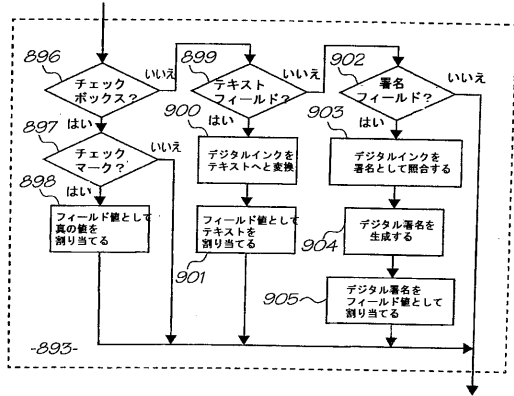 896
チェック
ボックス?
いいえ
はい
897
チェック
マーク?
いいえ
はい
898
フィールド値として
真の値を
割り当てる
899
テキスト
フィールド?
いいえ
はい
900
デジタルインクを
テキストへと変換
フィールド値として
テキストを
割り当てる
901
902
署名
フィールド?
いいえ
はい
903
デジタルインクを
署名として照合する
デジタル署名を
生成する
904
デジタル署名を
フィールド値として
割り当てる
905
-893-